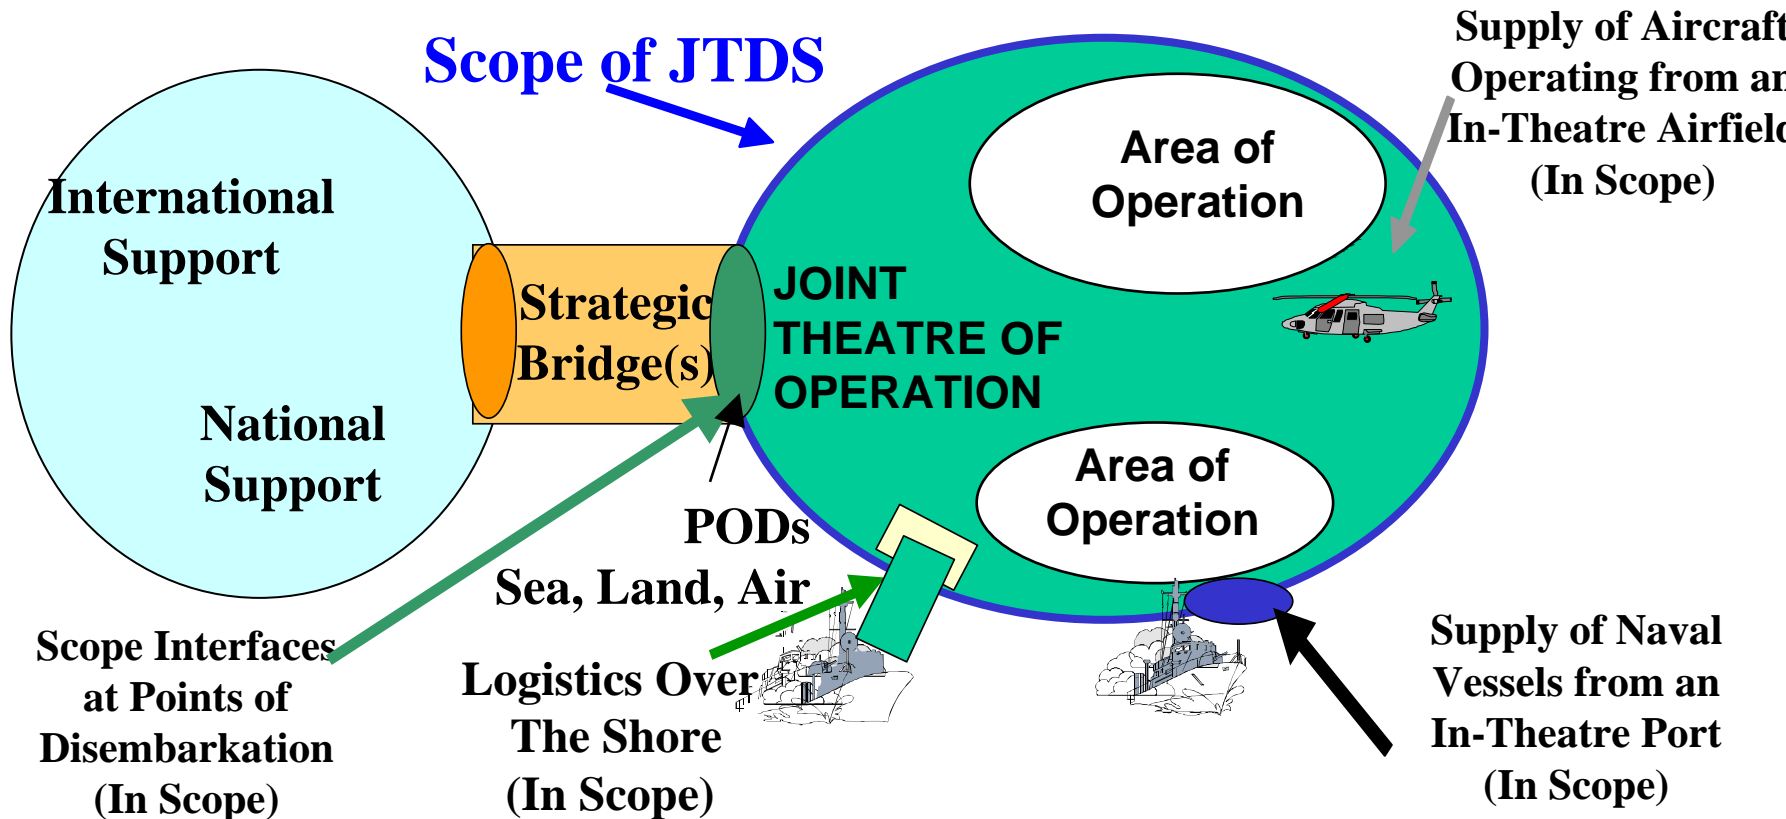 Scope of JTDS
Supply of Aircraft
Operating from an
In-Theatre Airfield
(In Scope)
International
Support
National
Support
Strategic
Bridge(s)
JOINT
THEATRE OF
OPERATION
Area of
Operation
Area of
Operation
PODs
Sea, Land, Air
Scope Interfaces
at Points of
Disembarkation
(In Scope)
Logistics Over
The Shore
(In Scope)
Supply of Naval
Vessels from an
In-Theatre Port
(In Scope)